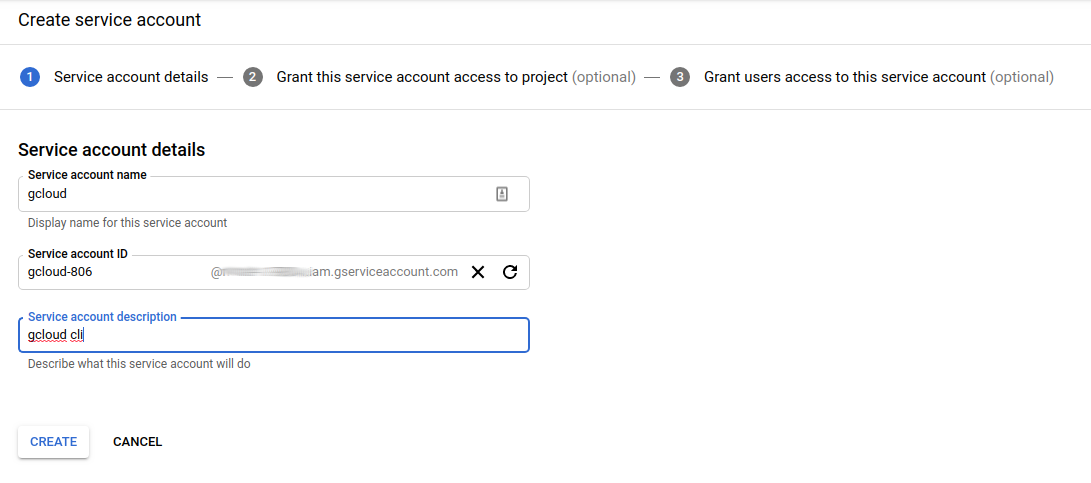 Create service account
1 Service account details — 2 Grant this service account access to project (optional) — 3 Grant users access to this service account (optional)
Service account details
Service account name
gcloud
Display name for this service account
Service account ID
gcloud-806 @ iam.gserviceaccount.com
Service account description
gcloud cli
Describe what this service account will do
CREATE CANCEL